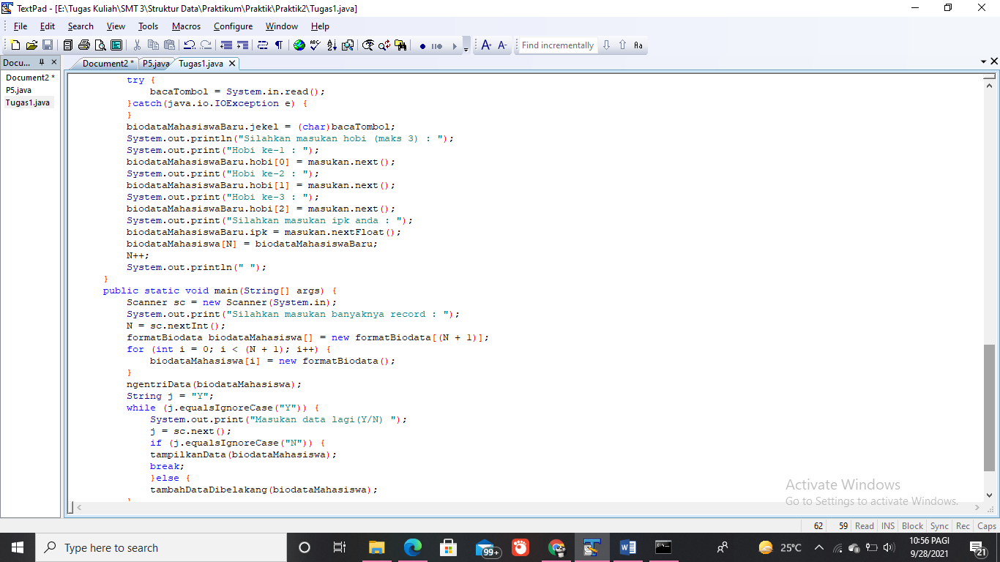 TextPad - [E:\Tugas Kuliah\SMT 3\Struktur Data\Praktikum\Praktik\Praktik2\Tugas1.java]
File Edit Search View Tools Macros Configure Window Help
Find incrementally
Docu...
Document2 * P5.java Tugas1.java
Document2 *
P5.java
Tugas1.java
try {
bacaTombol = System.in.read();
}catch(java.io.IOException e) {
}
biodataMahasiswaBaru.jekel = (char)bacaTombol;
System.out.println("Silahkan masukan hobi (maks 3) : ");
System.out.print("Hobi ke-1 : ");
biodataMahasiswaBaru.hobi[0] = masukan.next();
System.out.print("Hobi ke-2 : ");
biodataMahasiswaBaru.hobi[1] = masukan.next();
System.out.print("Hobi ke-3 : ");
biodataMahasiswaBaru.hobi[2] = masukan.next();
System.out.print("Silahkan masukan ipk anda : ");
biodataMahasiswaBaru.ipk = masukan.nextFloat();
biodataMahasiswa[N] = biodataMahasiswaBaru;
N++;
System.out.println(" ");
}
public static void main(String[] args) {
Scanner sc = new Scanner(System.in);
System.out.print("Silahkan masukan banyaknya record : ");
N = sc.nextInt();
formatBiodata biodataMahasiswa[] = new formatBiodata[(N + 1)];
for (int i = 0; i < (N + 1); i++) {
biodataMahasiswa[i] = new formatBiodata();
}
ngentriData(biodataMahasiswa);
String j = "Y";
while (j.equalsIgnoreCase("Y")) {
System.out.print("Masukan data lagi(Y/N) ");
j = sc.next();
if (j.equalsIgnoreCase("N")) {
tampilkanData(biodataMahasiswa);
break;
}else {
tambahDataDibelakang(biodataMahasiswa);
Activate Windows
Go to Settings to activate Windows.
62 59 Read INS Block Sync Rec Caps
Type here to search
99+
25°C
10:56 PAGI
9/28/2021
21